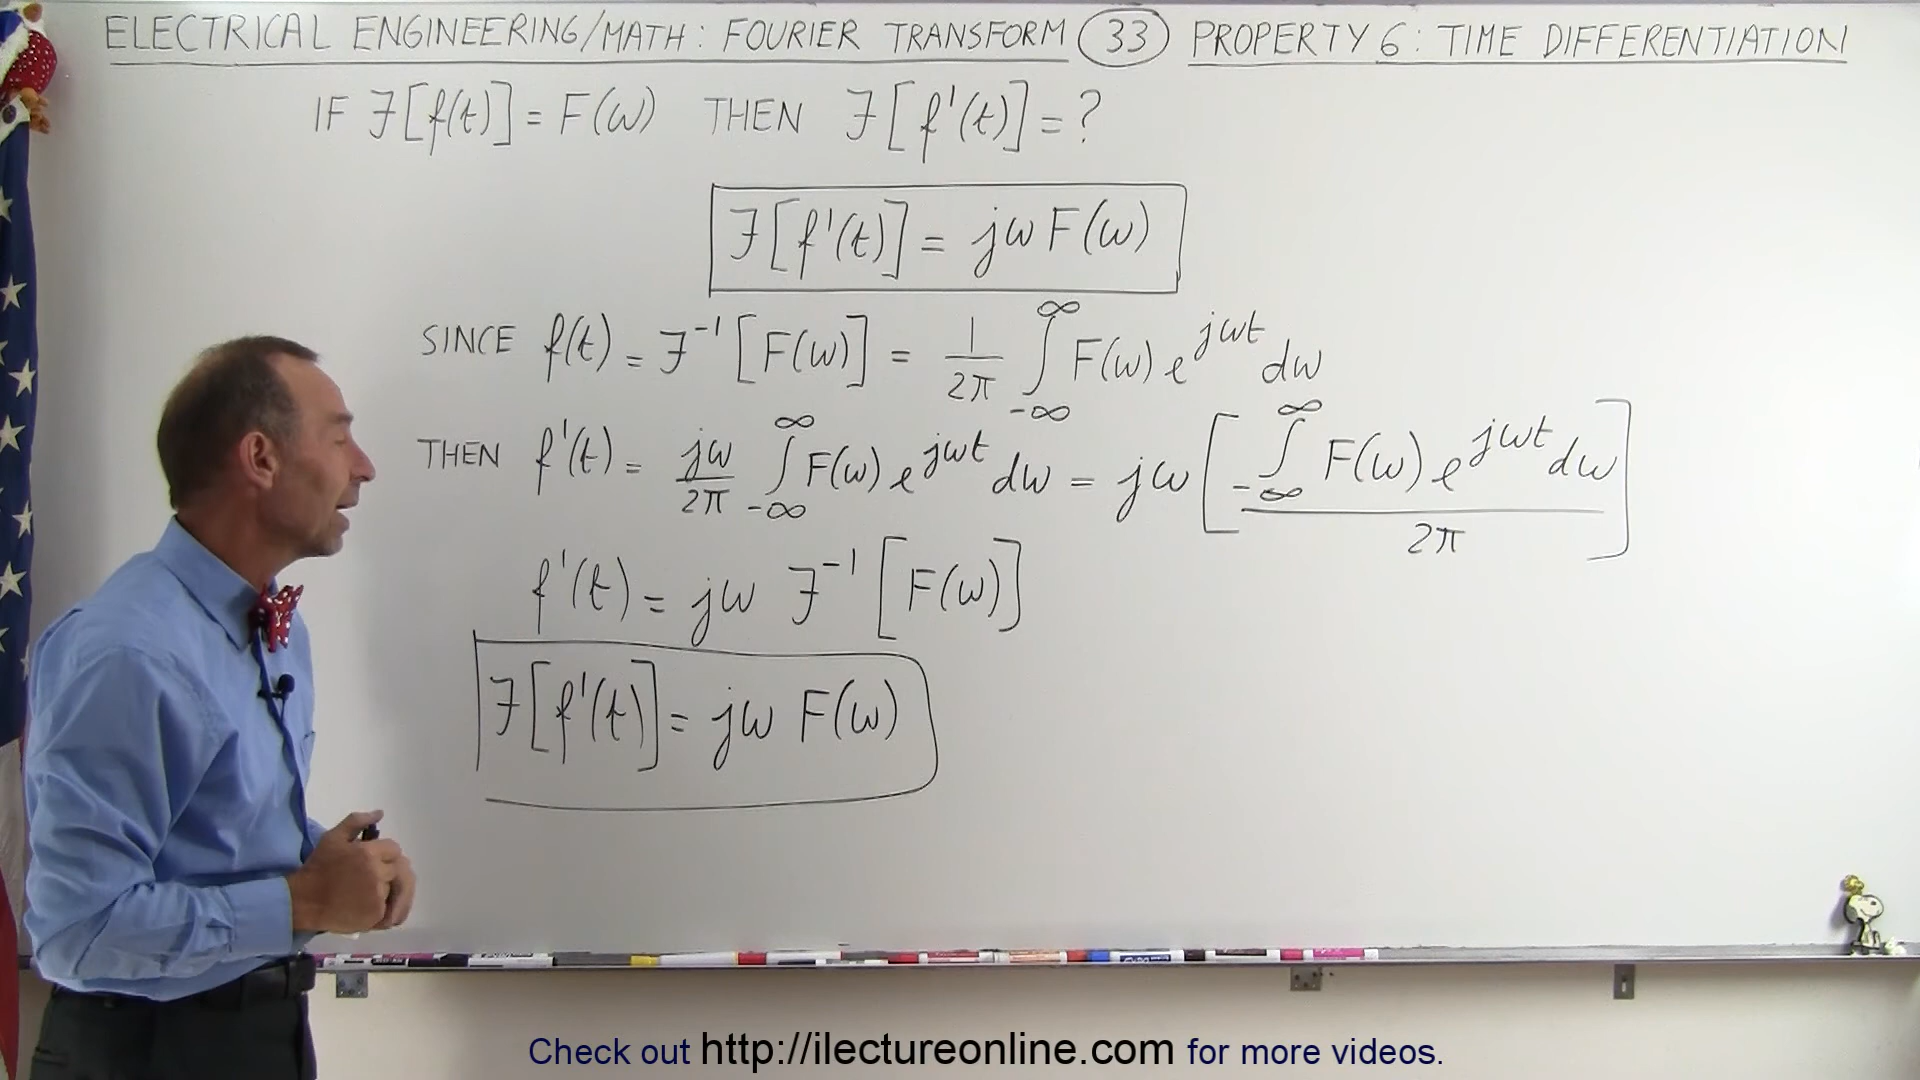 ELECTRICAL ENGINEERING/MATH: FOURIER TRANSFORM (33) PROPERTY 6: TIME DIFFERENTIATION
IF ℱ[f(t)] = F(ω) THEN ℱ[f'(t)] = ?
ℱ[f'(t)] = jω F(ω)
SINCE f(t) = ℱ⁻¹[F(ω)] = 1/2π ∫_{-∞}^{∞} F(ω) e^{jωt} dω
THEN f'(t) = jω/2π ∫_{-∞}^{∞} F(ω) e^{jωt} dω = jω [∫_{-∞}^{∞} F(ω) e^{jωt} dω / 2π]
f'(t) = jω ℱ⁻¹[F(ω)]
ℱ[f'(t)] = jω F(ω)
Check out http://ilectureonline.com for more videos.